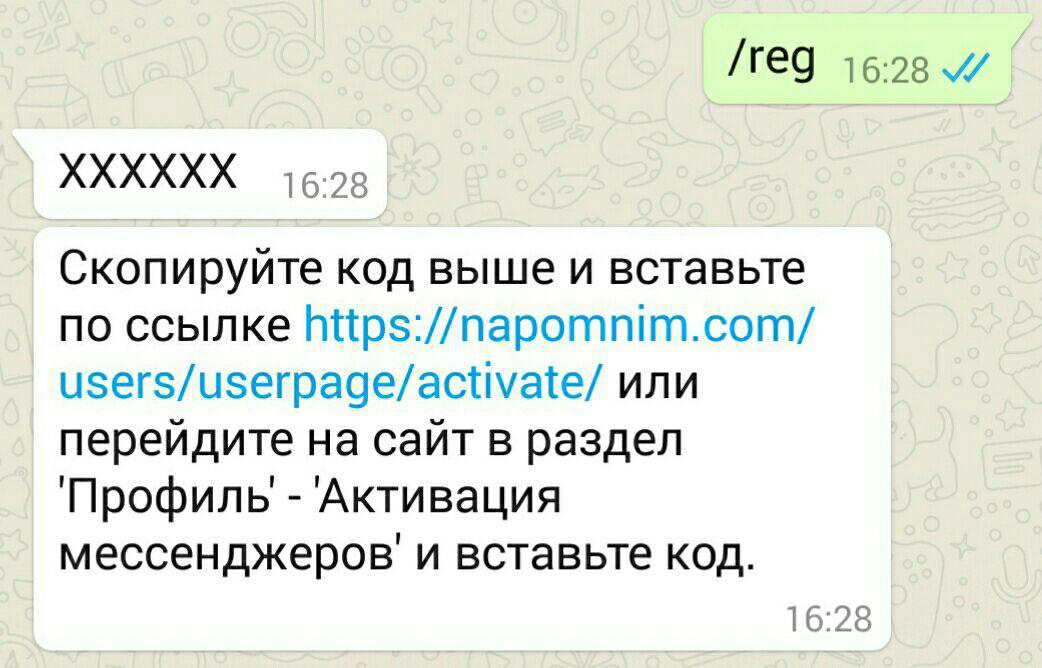 /reg 16:28
XXXXXX 16:28
Скопируйте код выше и вставьте
по ссылке https://napomnim.com/
users/userpage/activate/ или
перейдите на сайт в раздел
'Профиль' - 'Активация
мессенджеров' и вставьте код.
16:28